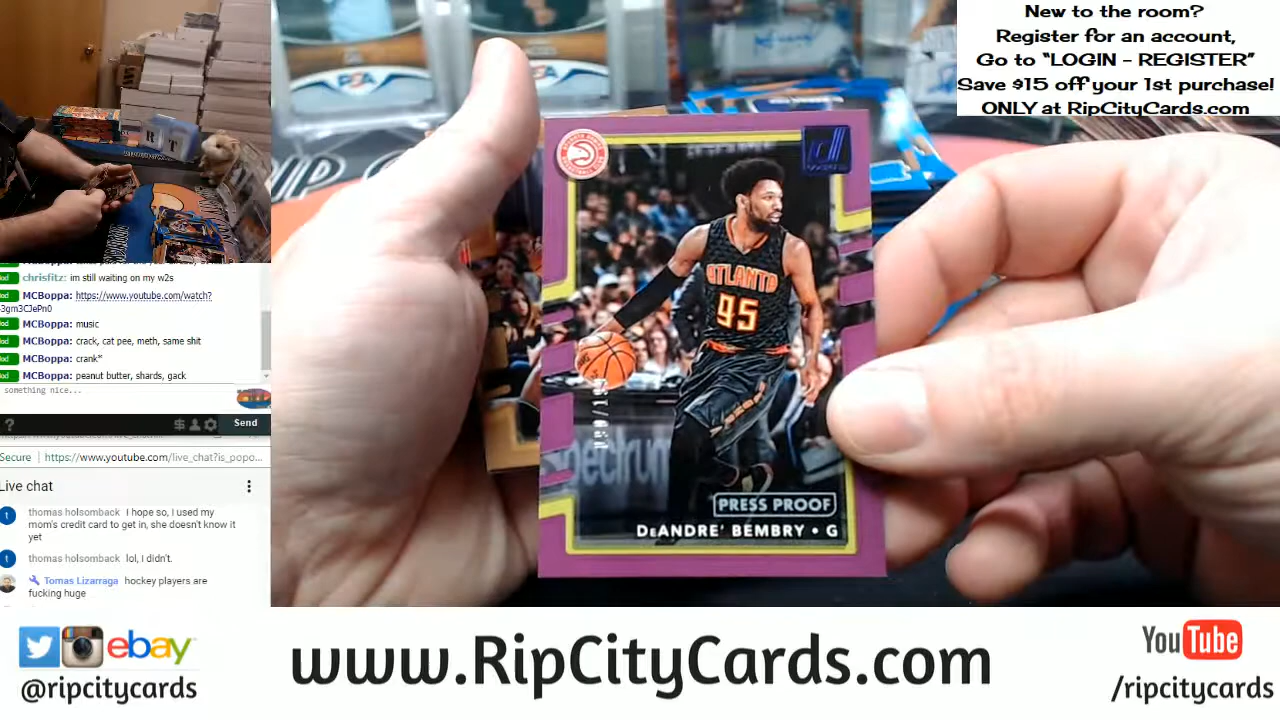 New to the room?
Register for an account,
Go to "LOGIN - REGISTER"
Save $15 off your 1st purchase!
ONLY at RipCityCards.com
PSA
PSA
RIP
ATLANTA
95
PRESS PROOF
DEANDRE' BEMBRY • G
chrisfitz: im still waiting on my w2s
MCBoppa: https://www.youtube.com/watch?
MCBoppa: music
MCBoppa: crack, cat pee, meth, same shit
MCBoppa: crank*
MCBoppa: peanut butter, shards, gack
something nice...
? $ Send
Secure https://www.youtube.com/live_chat?is_popo...
Live chat
t thomas holsomback I hope so, I used my
mom's credit card to get in, she doesn't know it
yet
t thomas holsomback lol, I didn't.
Tomas Lizarraga hockey players are
fucking huge
ebay
@ripcitycards
www.RipCityCards.com
YouTube
/ripcitycards